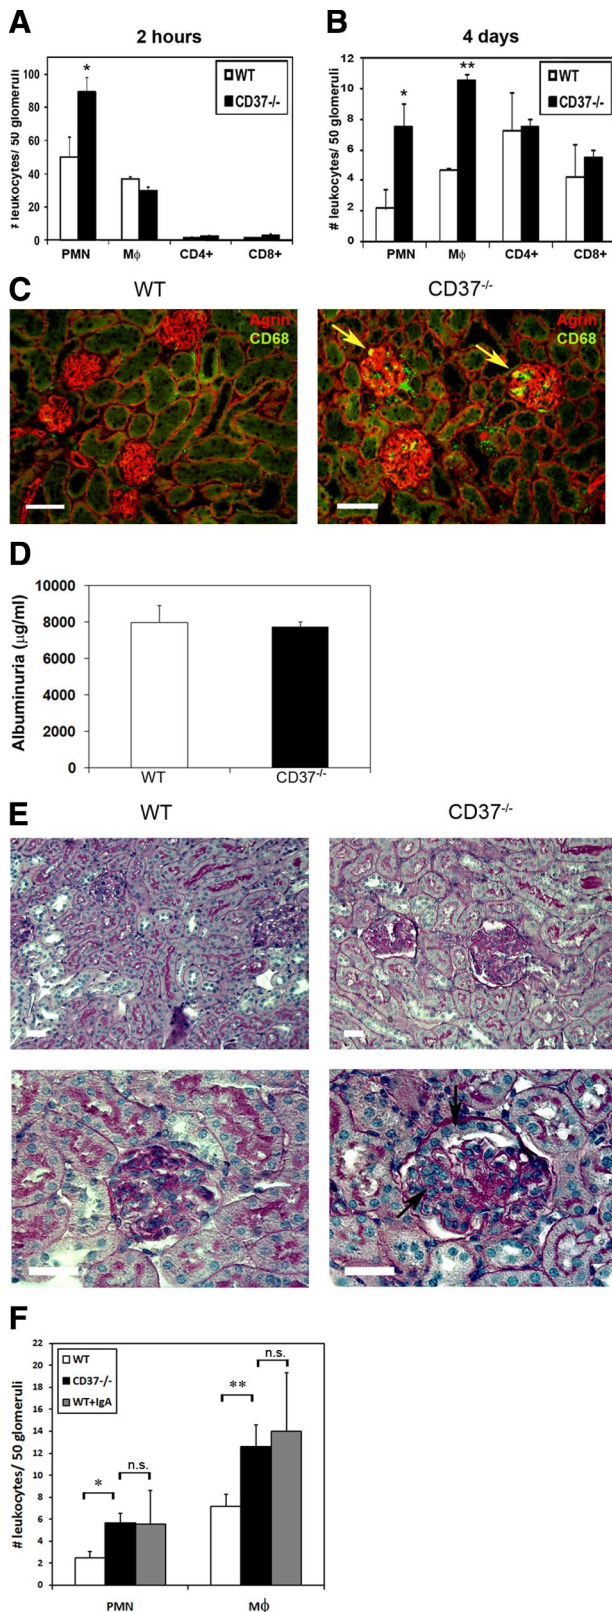 A
2 hours
# leukocytes/ 50 glomeruli
100
80
60
40
20
0
*
WT
CD37-/-
PMN
Mϕ
CD4+
CD8+
B
4 days
# leukocytes/ 50 glomeruli
12
10
8
6
4
2
0
*
**
WT
CD37-/-
PMN
Mϕ
CD4+
CD8+
C
WT
CD37-/-
Agrin
CD68
Agrin
CD68
D
Albuminuria (µg/ml)
10000
8000
6000
4000
2000
0
WT
CD37-/-
E
WT
CD37-/-
F
# leukocytes/ 50 glomeruli
22
20
18
16
14
12
10
8
6
4
2
0
WT
CD37-/-
WT+IgA
*
n.s.
**
n.s.
PMN
Mϕ